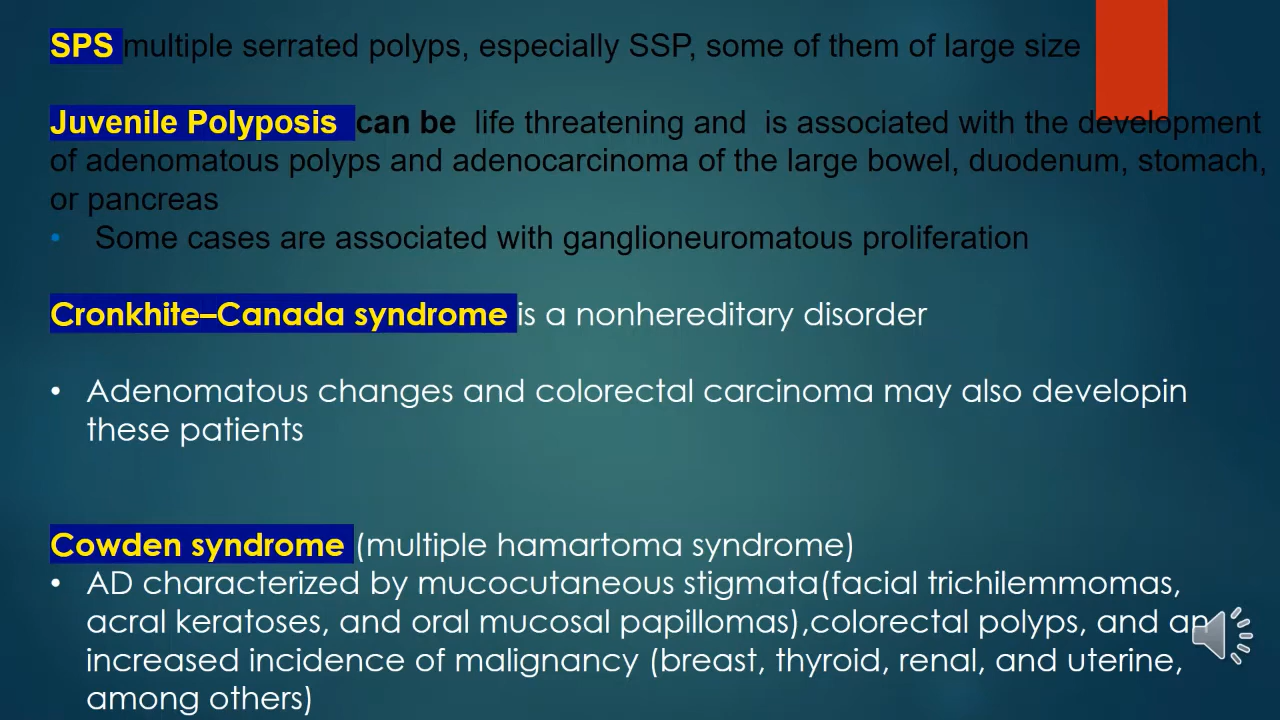 SPS multiple serrated polyps, especially SSP, some of them of large size
Juvenile Polyposis can be life threatening and is associated with the development
of adenomatous polyps and adenocarcinoma of the large bowel, duodenum, stomach,
or pancreas
• Some cases are associated with ganglioneuromatous proliferation
Cronkhite–Canada syndrome is a nonhereditary disorder
• Adenomatous changes and colorectal carcinoma may also developin
these patients
Cowden syndrome (multiple hamartoma syndrome)
• AD characterized by mucocutaneous stigmata(facial trichilemmomas,
acral keratoses, and oral mucosal papillomas),colorectal polyps, and an
increased incidence of malignancy (breast, thyroid, renal, and uterine,
among others)